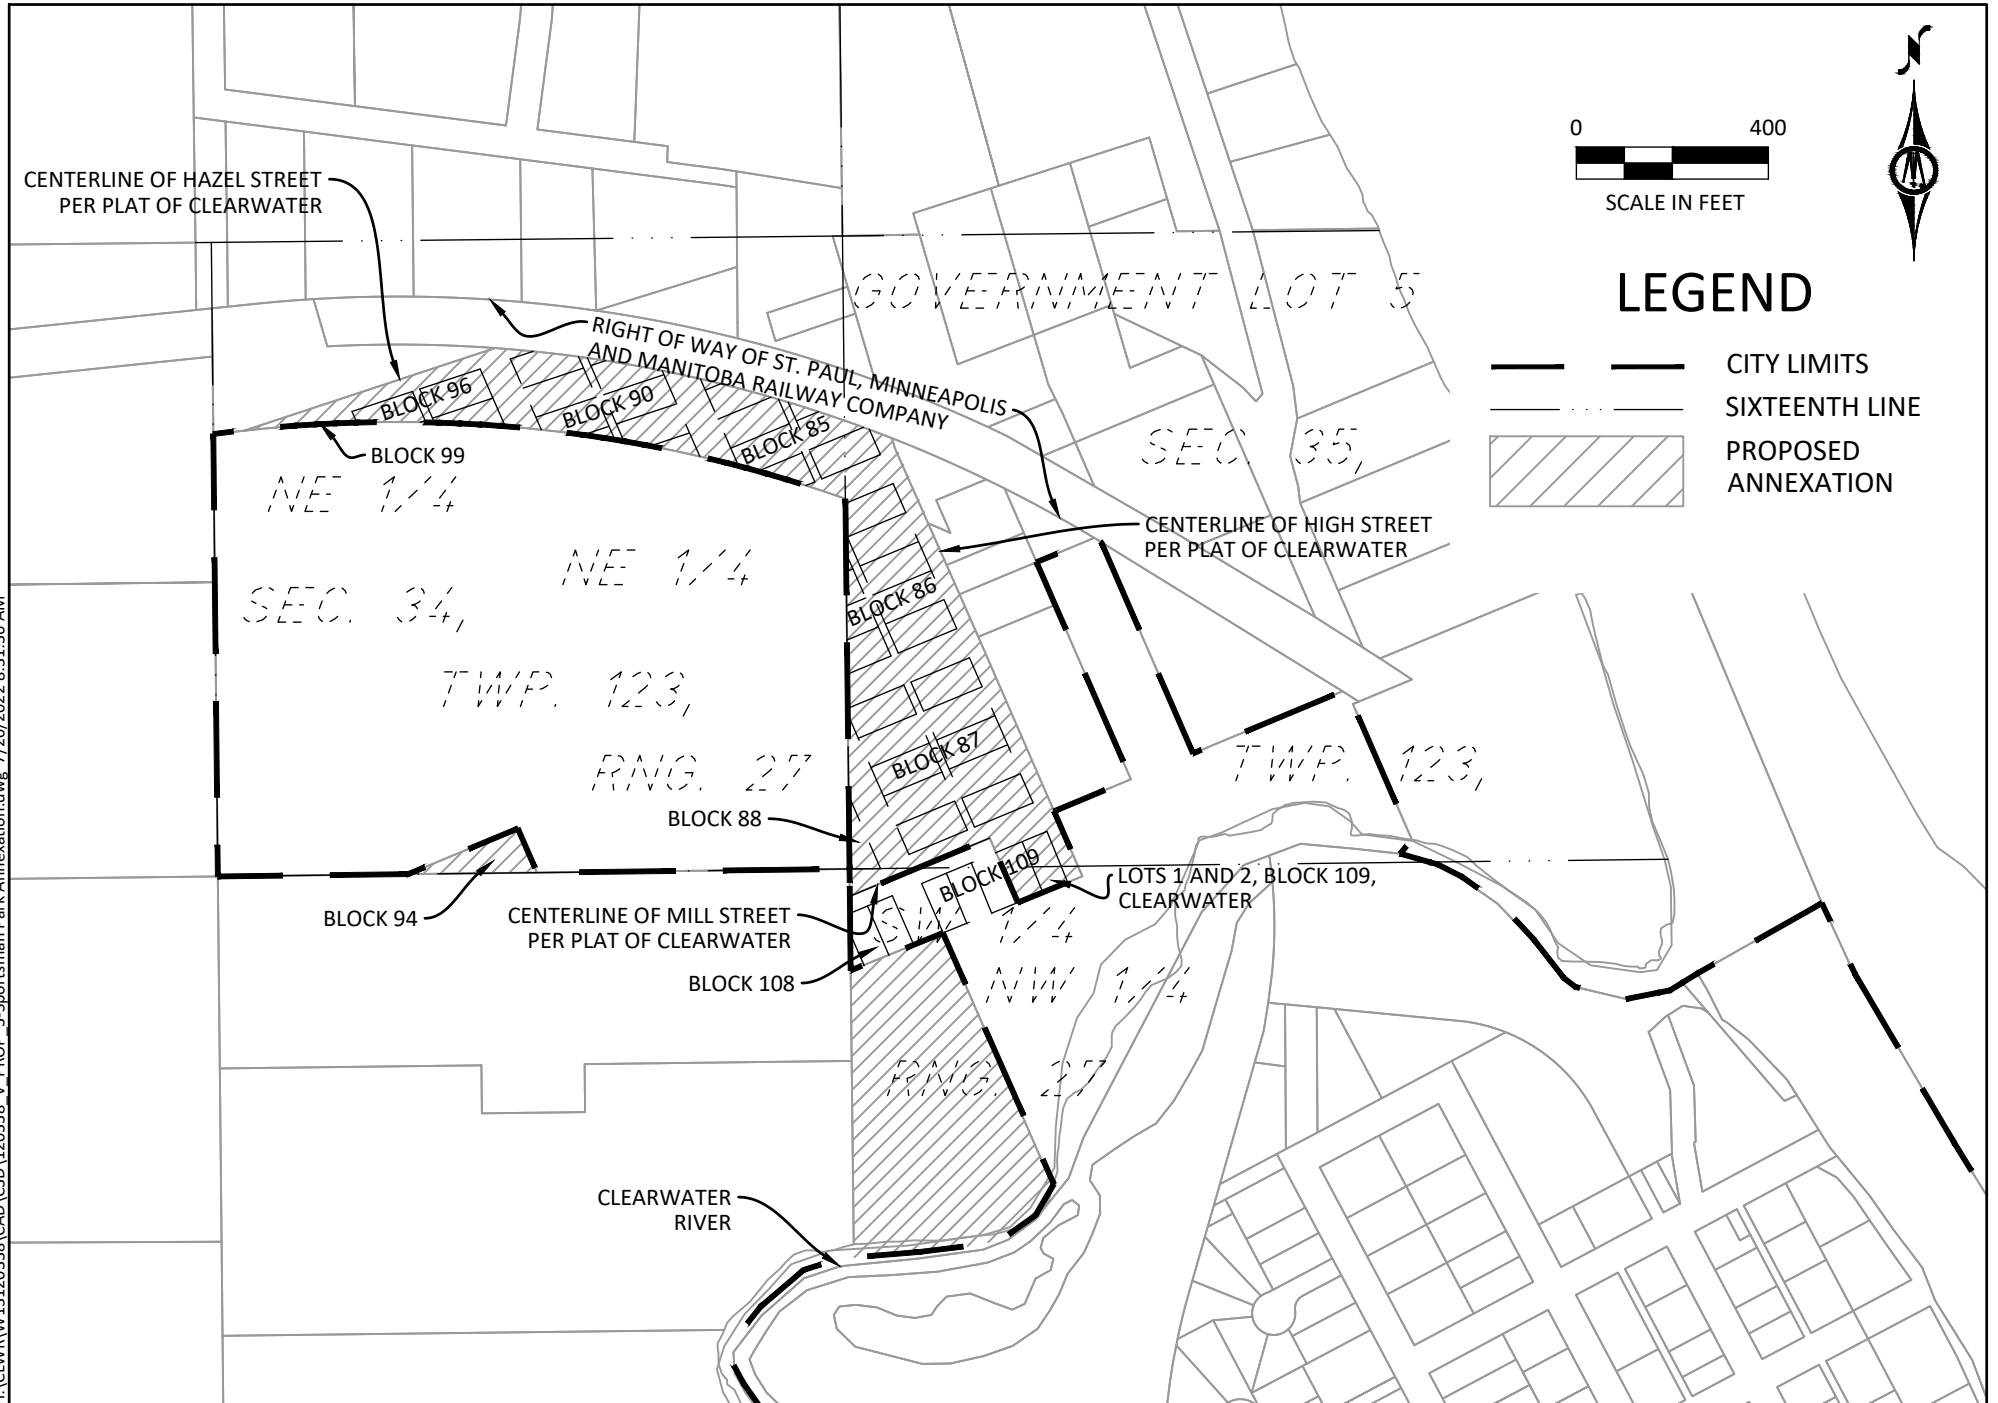 N
0 400
SCALE IN FEET
CENTERLINE OF HAZEL STREET
PER PLAT OF CLEARWATER
GOVERNMENT LOT 5
LEGEND
CITY LIMITS
SIXTEENTH LINE
PROPOSED
ANNEXATION
RIGHT OF WAY OF ST. PAUL, MINNEAPOLIS
AND MANITOBA RAILWAY COMPANY
BLOCK 96
BLOCK 90
BLOCK 85
BLOCK 99
SEC. 35,
NE 1/4
CENTERLINE OF HIGH STREET
PER PLAT OF CLEARWATER
NE 1/4
BLOCK 86
SEC. 34,
TWP. 123,
BLOCK 87
RNG. 27
TWP. 123,
BLOCK 88
BLOCK 109
LOTS 1 AND 2, BLOCK 109,
CLEARWATER
BLOCK 94
CENTERLINE OF MILL STREET
PER PLAT OF CLEARWATER
SW 1/4
BLOCK 108
NW 1/4
RNG. 27
CLEARWATER
RIVER